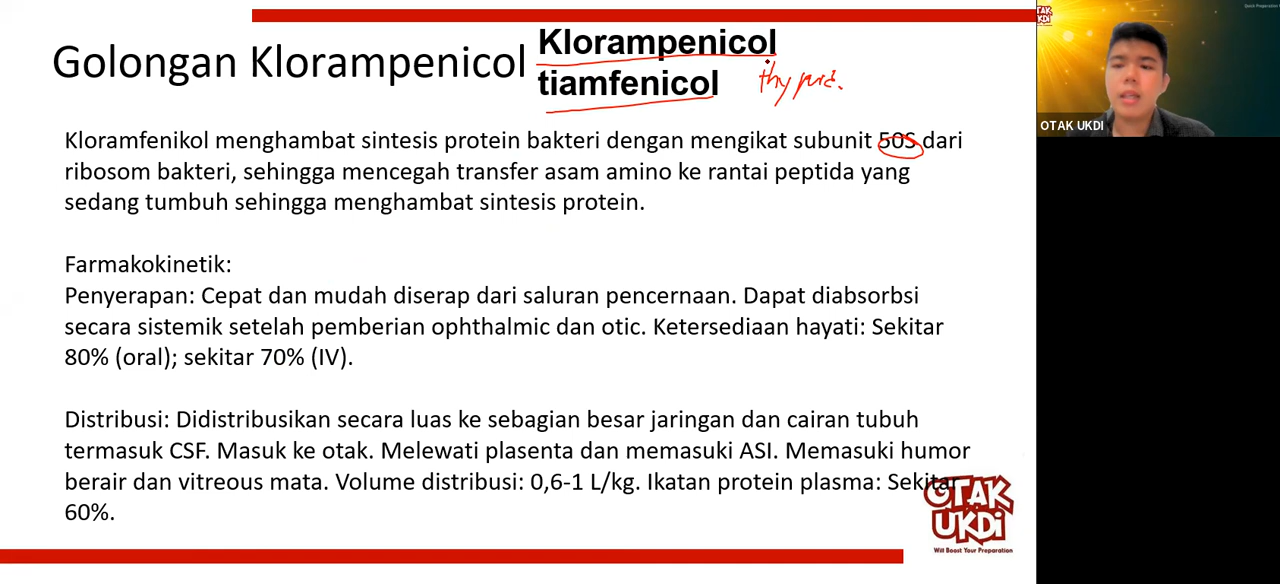 Golongan Klorampenicol
Klorampenicol
tiamfenicol
Kloramfenikol menghambat sintesis protein bakteri dengan mengikat subunit 50S dari
ribosom bakteri, sehingga mencegah transfer asam amino ke rantai peptida yang
sedang tumbuh sehingga menghambat sintesis protein.
Farmakokinetik:
Penyerapan: Cepat dan mudah diserap dari saluran pencernaan. Dapat diabsorbsi
secara sistemik setelah pemberian ophthalmic dan otic. Ketersediaan hayati: Sekitar
80% (oral); sekitar 70% (IV).
Distribusi: Didistribusikan secara luas ke sebagian besar jaringan dan cairan tubuh
termasuk CSF. Masuk ke otak. Melewati plasenta dan memasuki ASI. Memasuki humor
berair dan vitreous mata. Volume distribusi: 0,6-1 L/kg. Ikatan protein plasma: Sekitar
60%.
OTAK
UKDI
Will Boost Your Preparation
OTAK UKDI